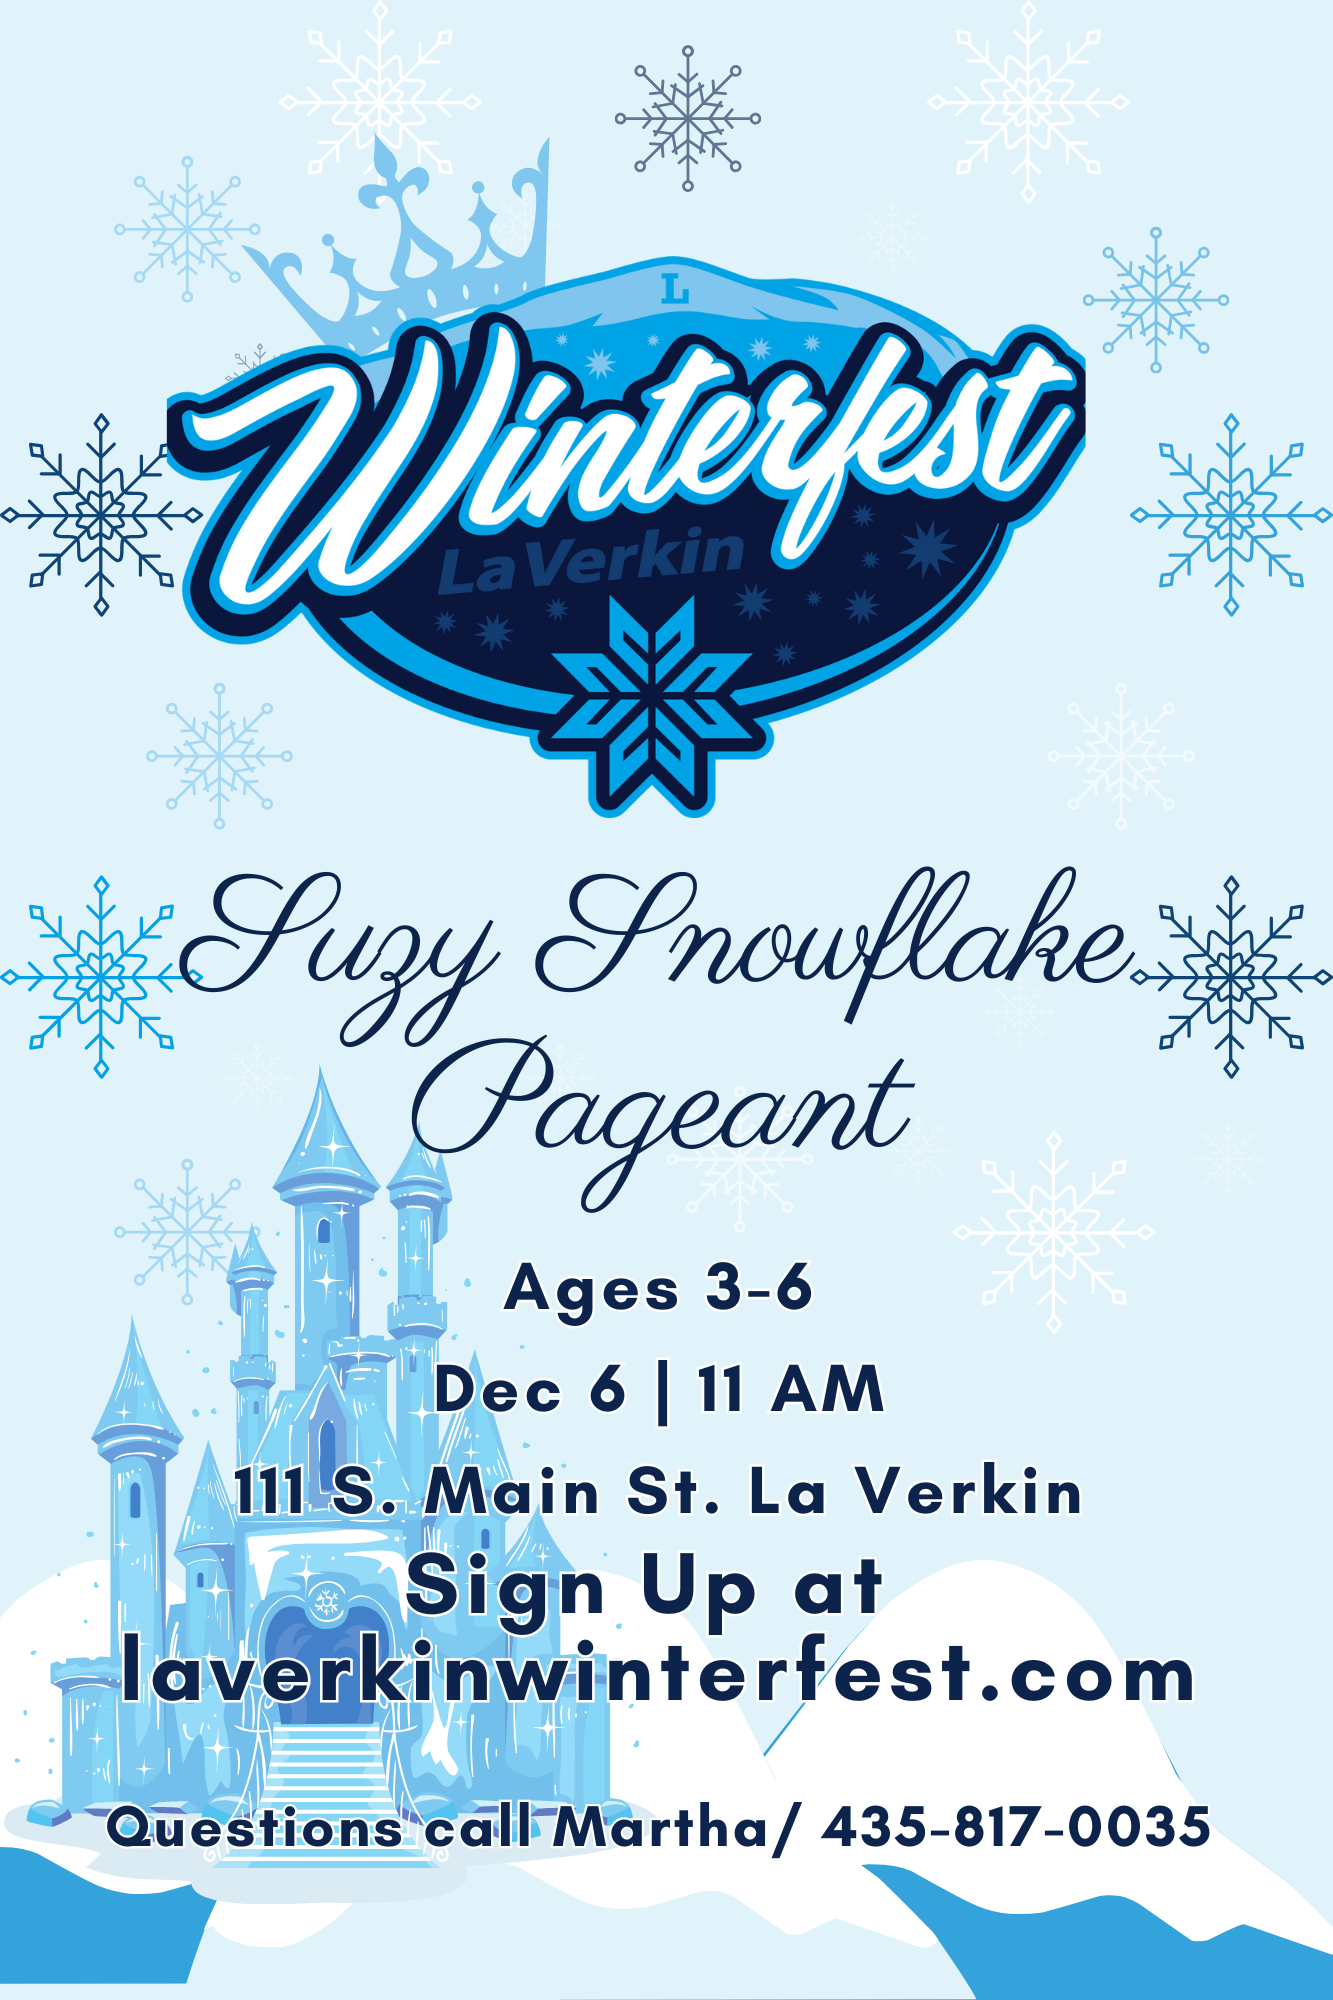 L
Winterfest
LaVerkin
Suzy Snowflake
Pageant
Ages 3-6
Dec 6 | 11 AM
111 S. Main St. La Verkin
Sign Up at
laverkinwinterfest.com
Questions call Martha/ 435-817-0035